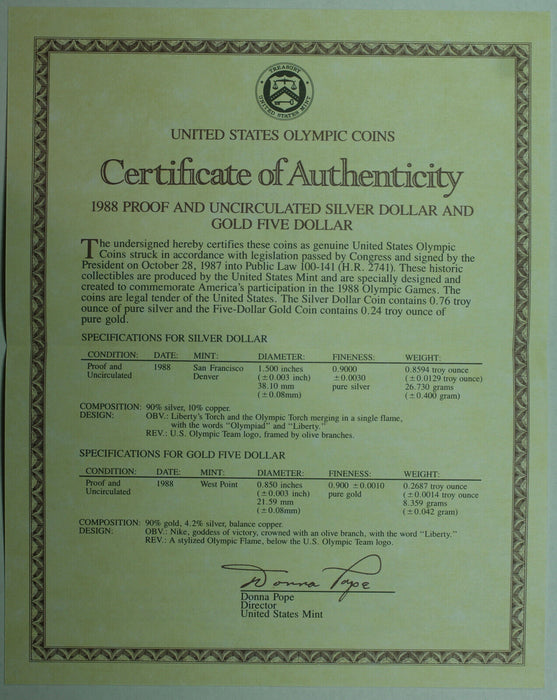 TREASURY
UNITED STATES MINT
UNITED STATES OLYMPIC COINS
Certificate of Authenticity
1988 PROOF AND UNCIRCULATED SILVER DOLLAR AND
GOLD FIVE DOLLAR
The undersigned hereby certifies these coins as genuine United States Olympic
Coins struck in accordance with legislation passed by Congress and signed by the
President on October 28, 1987 into Public Law 100-141 (H.R. 2741). These historic
collectibles are produced by the United States Mint and are specially designed and
created to commemorate America's participation in the 1988 Olympic Games. The
coins are legal tender of the United States. The Silver Dollar Coin contains 0.76 troy
ounce of pure silver and the Five-Dollar Gold Coin contains 0.24 troy ounce of
pure gold.
SPECIFICATIONS FOR SILVER DOLLAR
CONDITION: DATE: MINT: DIAMETER: FINENESS: WEIGHT:
Proof and 1988 San Francisco 1.500 inches 0.9000 0.8594 troy ounce
Uncirculated Denver (±0.003 inch) ±0.0030 (±0.0129 troy ounce)
38.10 mm pure silver 26.730 grams
(±0.08mm) (±0.400 gram)
COMPOSITION: 90% silver, 10% copper.
DESIGN: OBV.: Liberty's Torch and the Olympic Torch merging in a single flame,
with the words "Olympiad" and "Liberty."
REV.: U.S. Olympic Team logo, framed by olive branches.
SPECIFICATIONS FOR GOLD FIVE DOLLAR
CONDITION: DATE: MINT: DIAMETER: FINENESS: WEIGHT:
Proof and 1988 West Point 0.850 inches 0.900 ±0.0010 0.2687 troy ounce
Uncirculated (±0.003 inch) pure gold (±0.0014 troy ounce
21.59 mm 8.359 grams
(±0.08mm) (±0.042 gram)
COMPOSITION: 90% gold, 4.2% silver, balance copper.
DESIGN: OBV.: Nike, goddess of victory, crowned with an olive branch, with the word "Liberty."
REV.: A stylized Olympic Flame, below the U.S. Olympic Team logo.
Donna Pope
Donna Pope
Director
United States Mint